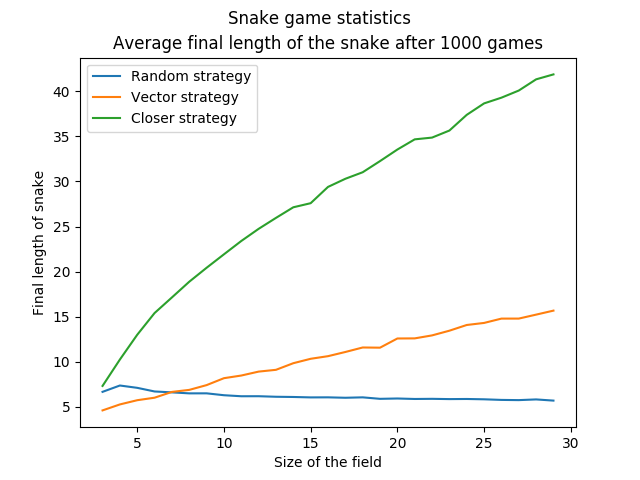 Snake game statistics
Average final length of the snake after 1000 games
Random strategy
Vector strategy
Closer strategy
Final length of snake
40
35
30
25
20
15
10
5
5
10
15
20
25
30
Size of the field